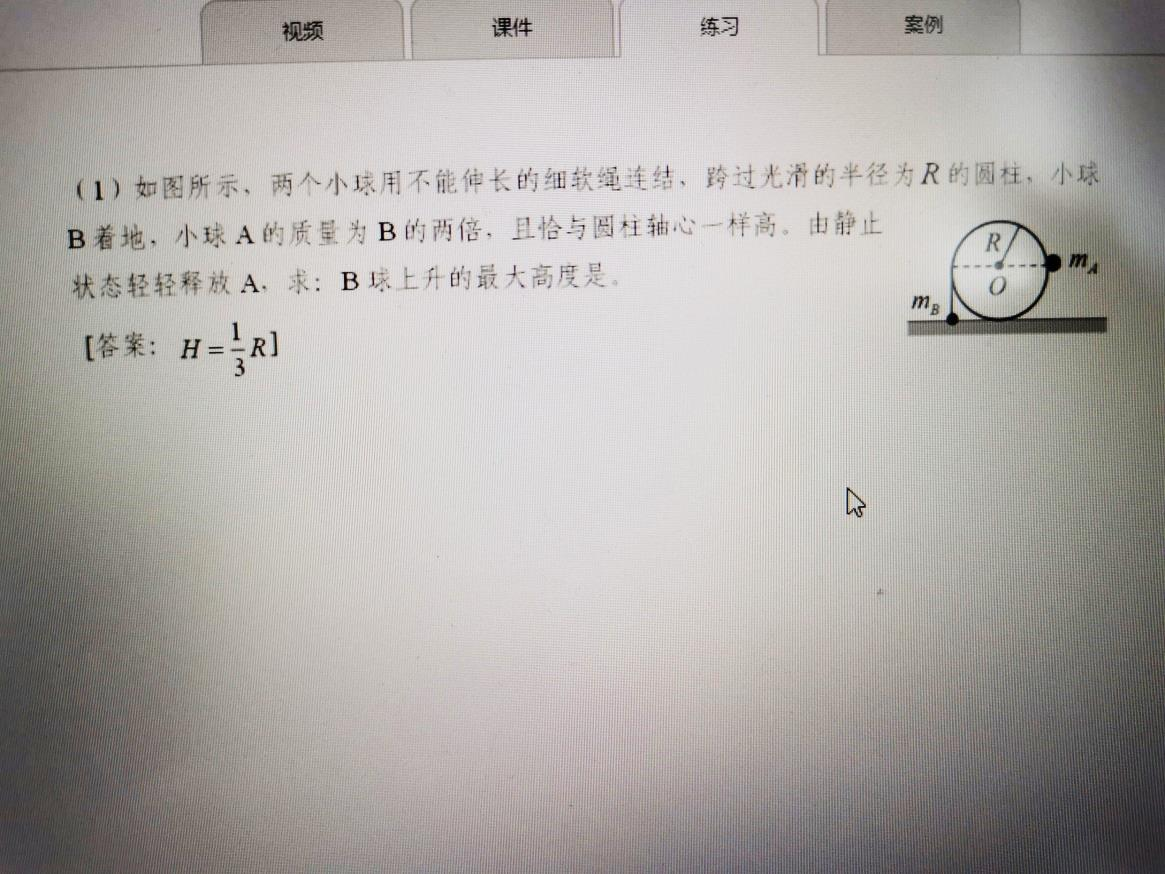 视频 课件 练习 案例
（1）如图所示、两个小球用不能伸长的细软绳连结、跨过光滑的半径为R的圆柱，小球
B着地，小球A的质量为B的两倍，且恰与圆柱轴心一样高。由静止
状态轻轻释放A、求：B球上升的最大高度是。
[答案：H=\frac{1}{3}R]
R
O
m_A
m_B